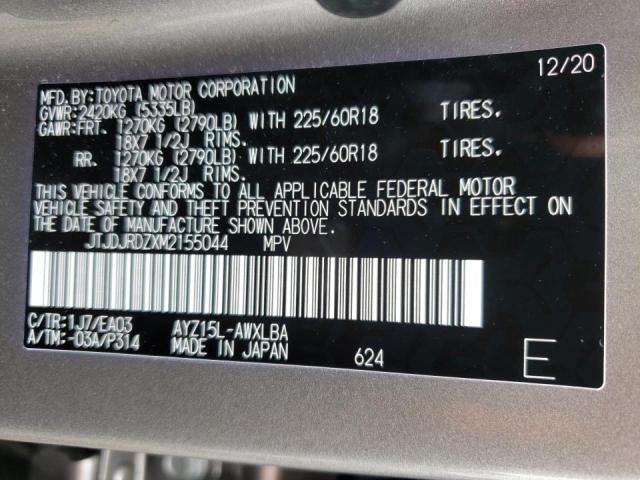 12/20
MFD.BY:TOYOTA MOTOR CORPORATION
GVWR:2420KG (5335LB)
GAWR:FRT. 1270KG (2790LB) WITH 225/60R18 TIRES.
18X7 1/2J RIMS.
RR. 1270KG (2790LB) WITH 225/60R18 TIRES.
18X7 1/2J RIMS.
THIS VEHICLE CONFORMS TO ALL APPLICABLE FEDERAL MOTOR
VEHICLE SAFETY AND THEFT PREVENTION STANDARDS IN EFFECT ON
THE DATE OF MANUFACTURE SHOWN ABOVE.
JTJDJRDZXM2155044 MPV
C/TR:1J7/EA03 AYZ15L-AWXLBA
A/TM:-03A/P314 MADE IN JAPAN 624 E